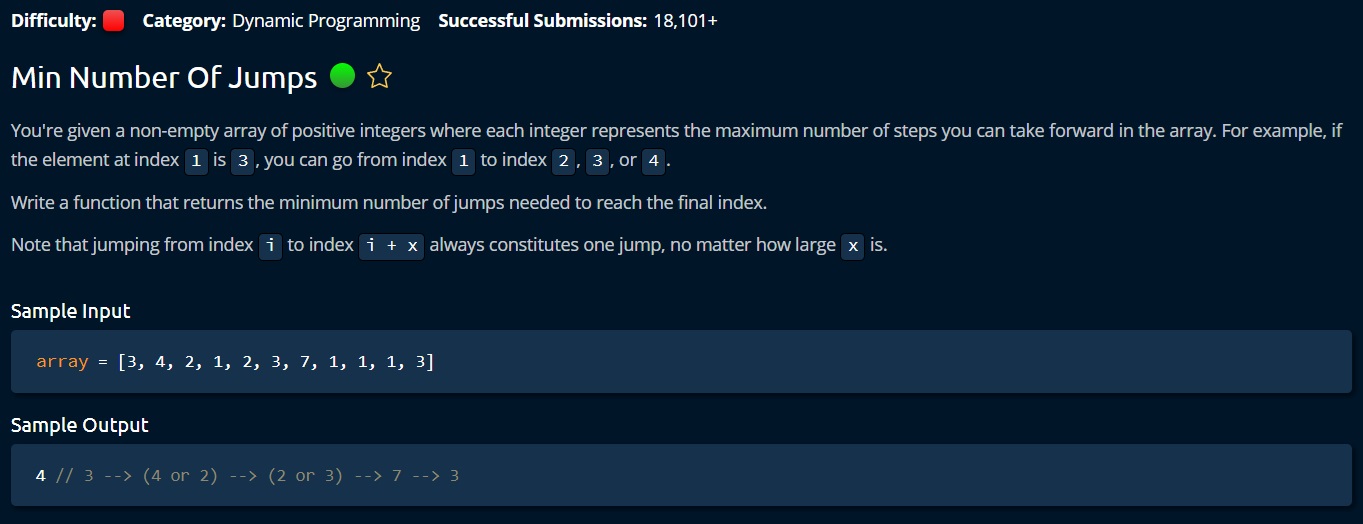 Difficulty: Category: Dynamic Programming Successful Submissions: 18,101+
Min Number Of Jumps
You're given a non-empty array of positive integers where each integer represents the maximum number of steps you can take forward in the array. For example, if
the element at index 1 is 3, you can go from index 1 to index 2, 3, or 4.
Write a function that returns the minimum number of jumps needed to reach the final index.
Note that jumping from index i to index i + x always constitutes one jump, no matter how large x is.
Sample Input
array = [3, 4, 2, 1, 2, 3, 7, 1, 1, 1, 3]
Sample Output
4 // 3 --> (4 or 2) --> (2 or 3) --> 7 --> 3